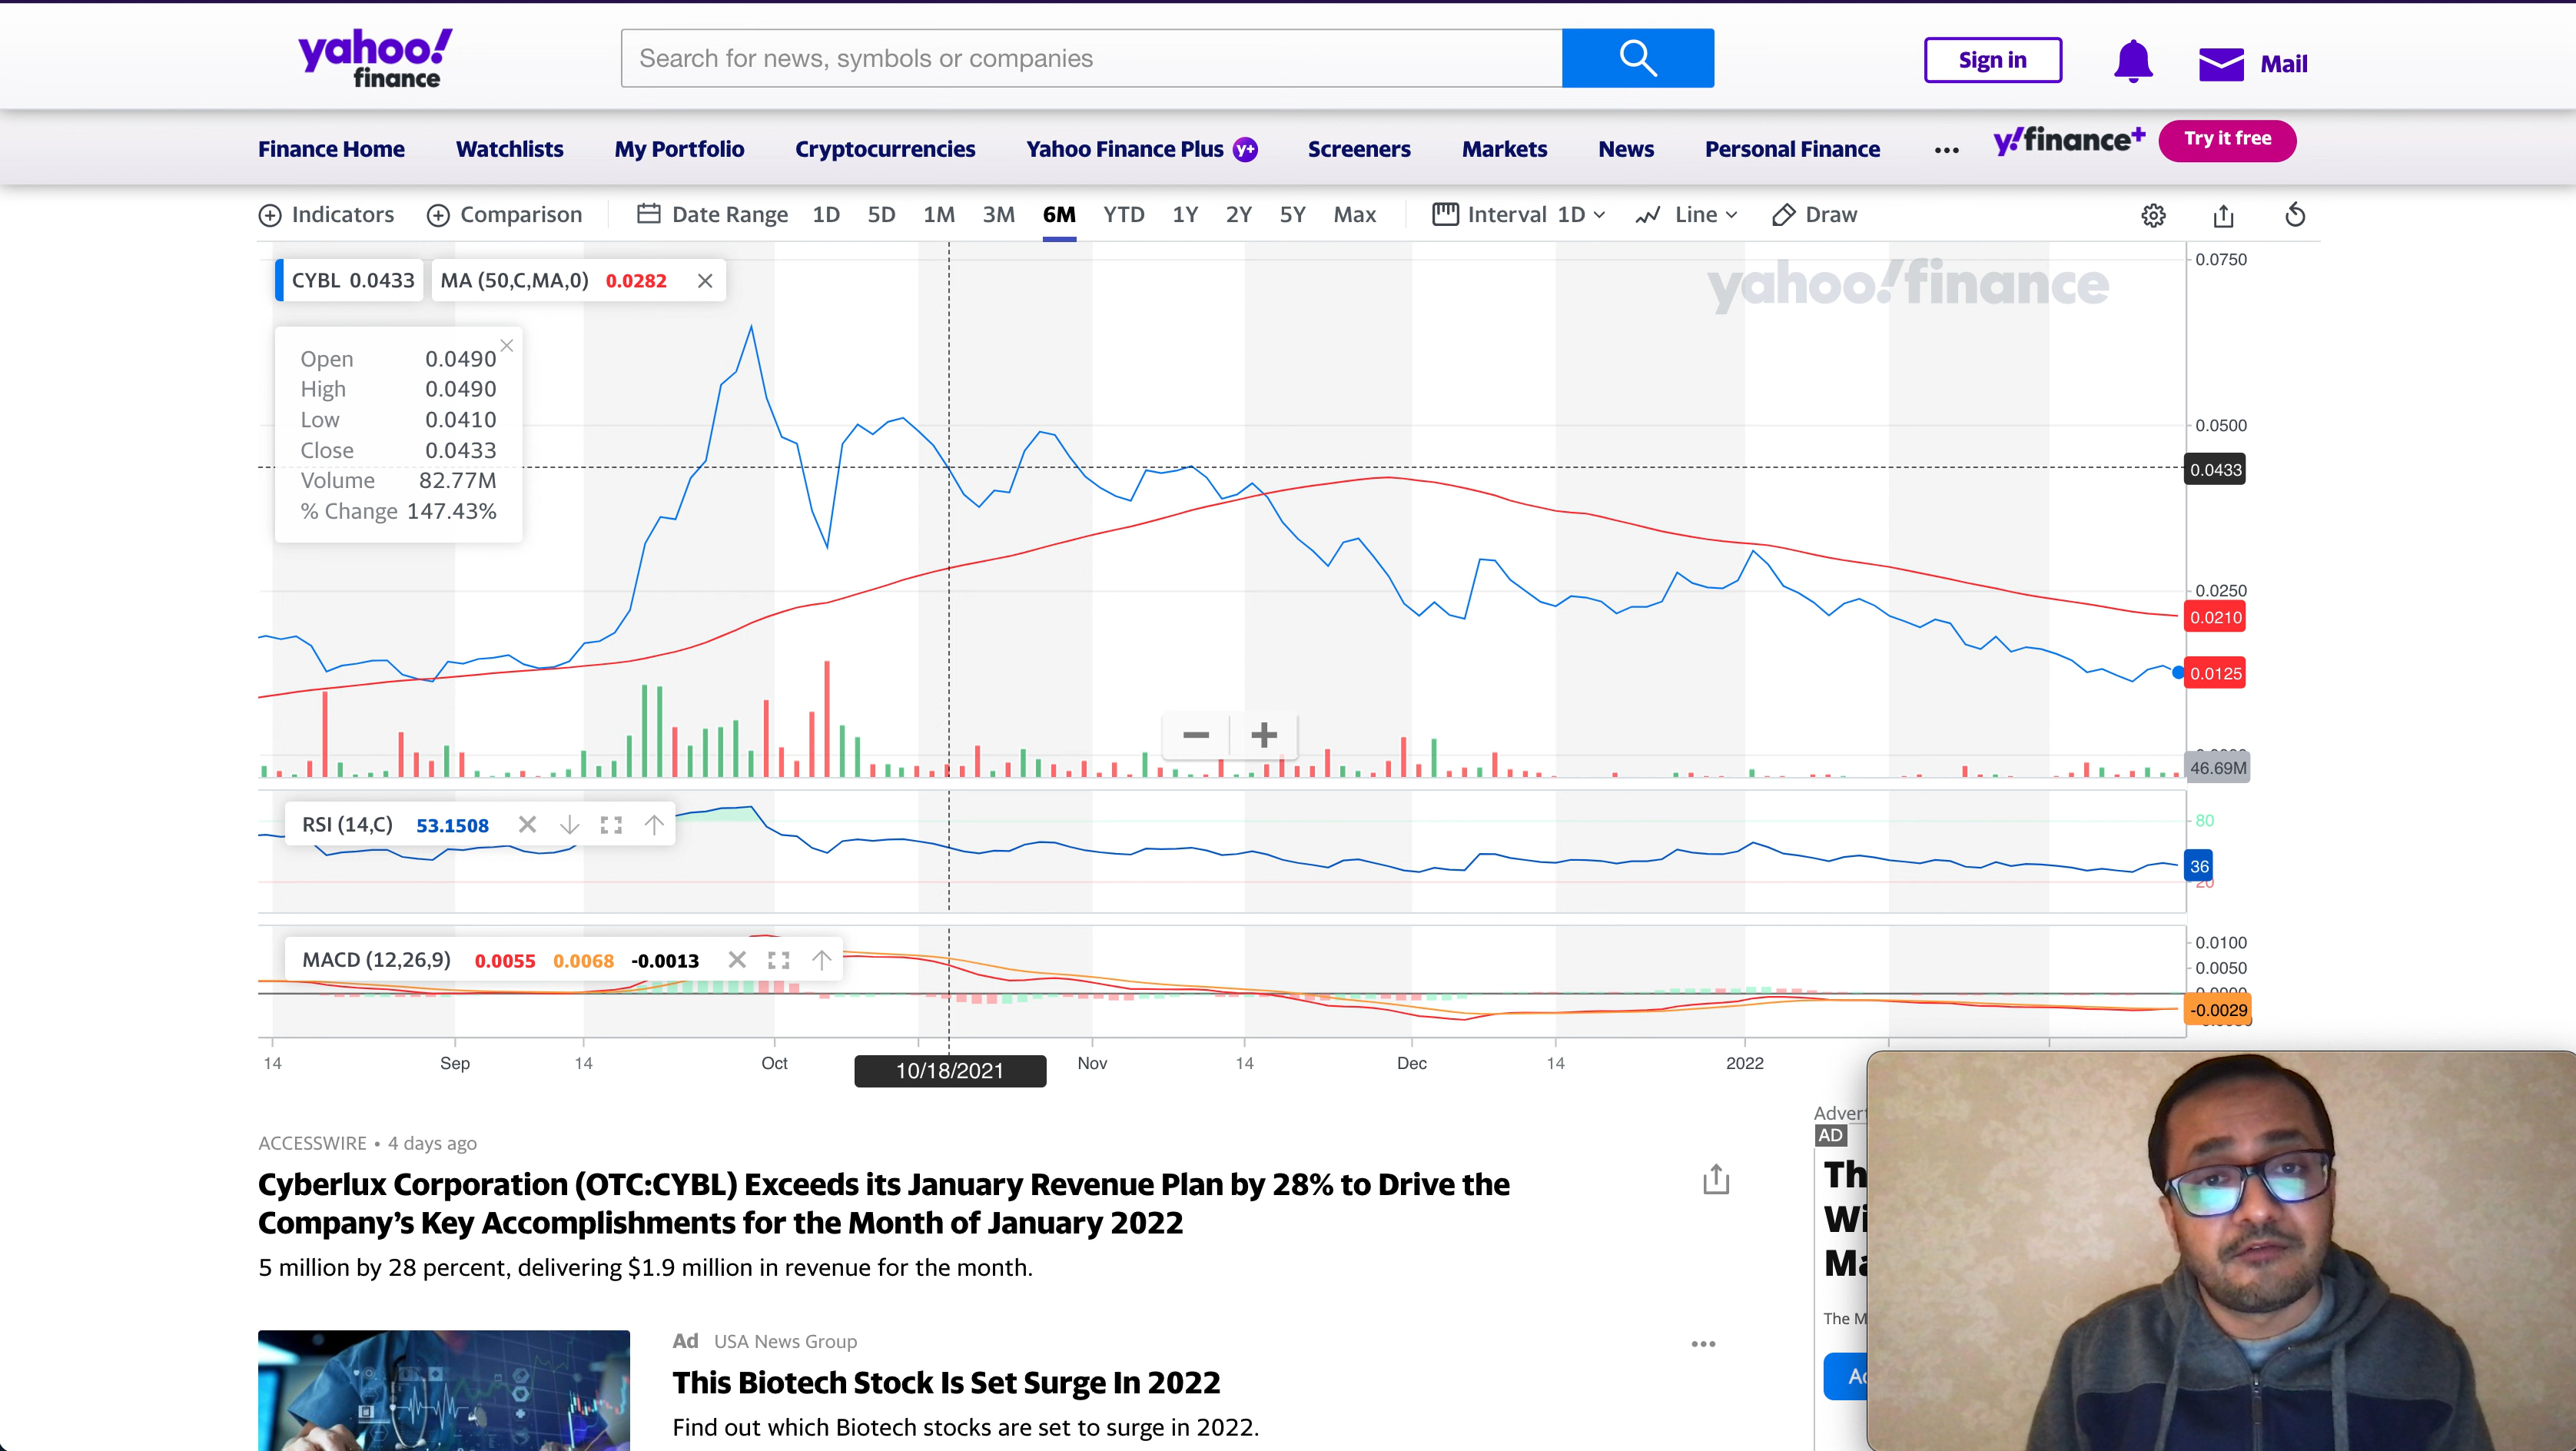 yahoo!
finance
Search for news, symbols or companies
Sign in
Mail
Finance Home Watchlists My Portfolio Cryptocurrencies Yahoo Finance Plus y+ Screeners Markets News Personal Finance ••• y!finance+ Try it free
Indicators Comparison Date Range 1D 5D 1M 3M 6M YTD 1Y 2Y 5Y Max Interval 1D Line Draw
CYBL 0.0433 MA (50,C,MA,0) 0.0282
yahoo!finance
Open 0.0490
High 0.0490
Low 0.0410
Close 0.0433
Volume 82.77M
% Change 147.43%
0.0750
0.0500
0.0433
0.0250
0.0210
0.0125
46.69M
RSI (14,C) 53.1508
80
36
20
MACD (12,26,9) 0.0055 0.0068 -0.0013
0.0100
0.0050
-0.0029
14 Sep 14 Oct 10/18/2021 Nov 14 Dec 14 2022
ACCESSWIRE • 4 days ago
Cyberlux Corporation (OTC:CYBL) Exceeds its January Revenue Plan by 28% to Drive the
Company's Key Accomplishments for the Month of January 2022
5 million by 28 percent, delivering $1.9 million in revenue for the month.
Ad USA News Group
This Biotech Stock Is Set Surge In 2022
Find out which Biotech stocks are set to surge in 2022.
AD
The M